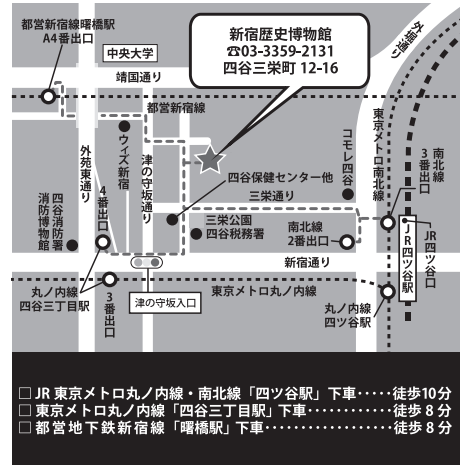 都営新宿線曙橋駅
A4番出口
中央大学
靖国通り
新宿歴史博物館
☎03-3359-2131
四谷三栄町 12-16
外堀通り
都営新宿線
ウィズ新宿
外苑東通り
津の守坂通り
四谷保健センター他
三栄通り
コモレ四谷
東京メトロ南北線
南北線
3番出口
四谷消防署
消防博物館
4番出口
三栄公園
四谷税務署
南北線
2番出口
JR四ツ谷駅
JR四ツ谷口
新宿通り
丸ノ内線
四谷三丁目駅
3番出口
津の守坂入口
東京メトロ丸ノ内線
丸ノ内線
四ツ谷駅
□ JR 東京メトロ丸ノ内線・南北線「四ツ谷駅」下車‥‥‥徒歩10分
□ 東京メトロ丸ノ内線「四谷三丁目駅」下車‥‥‥‥‥‥徒歩 8 分
□ 都営地下鉄新宿線「曙橋駅」下車‥‥‥‥‥‥‥‥‥徒歩 8 分